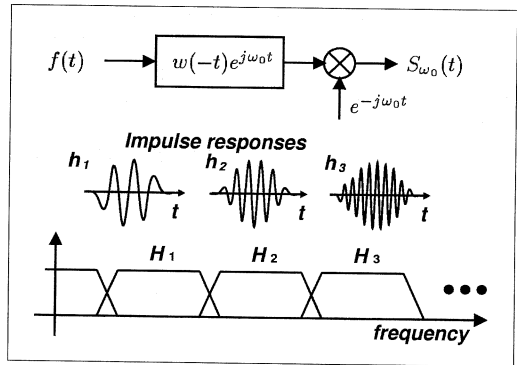 f(t) w(−t)e^{jω₀t} S_{ω₀}(t)
e^{−jω₀t}
Impulse responses
h₁ h₂ h₃
t t t
H₁ H₂ H₃
frequency